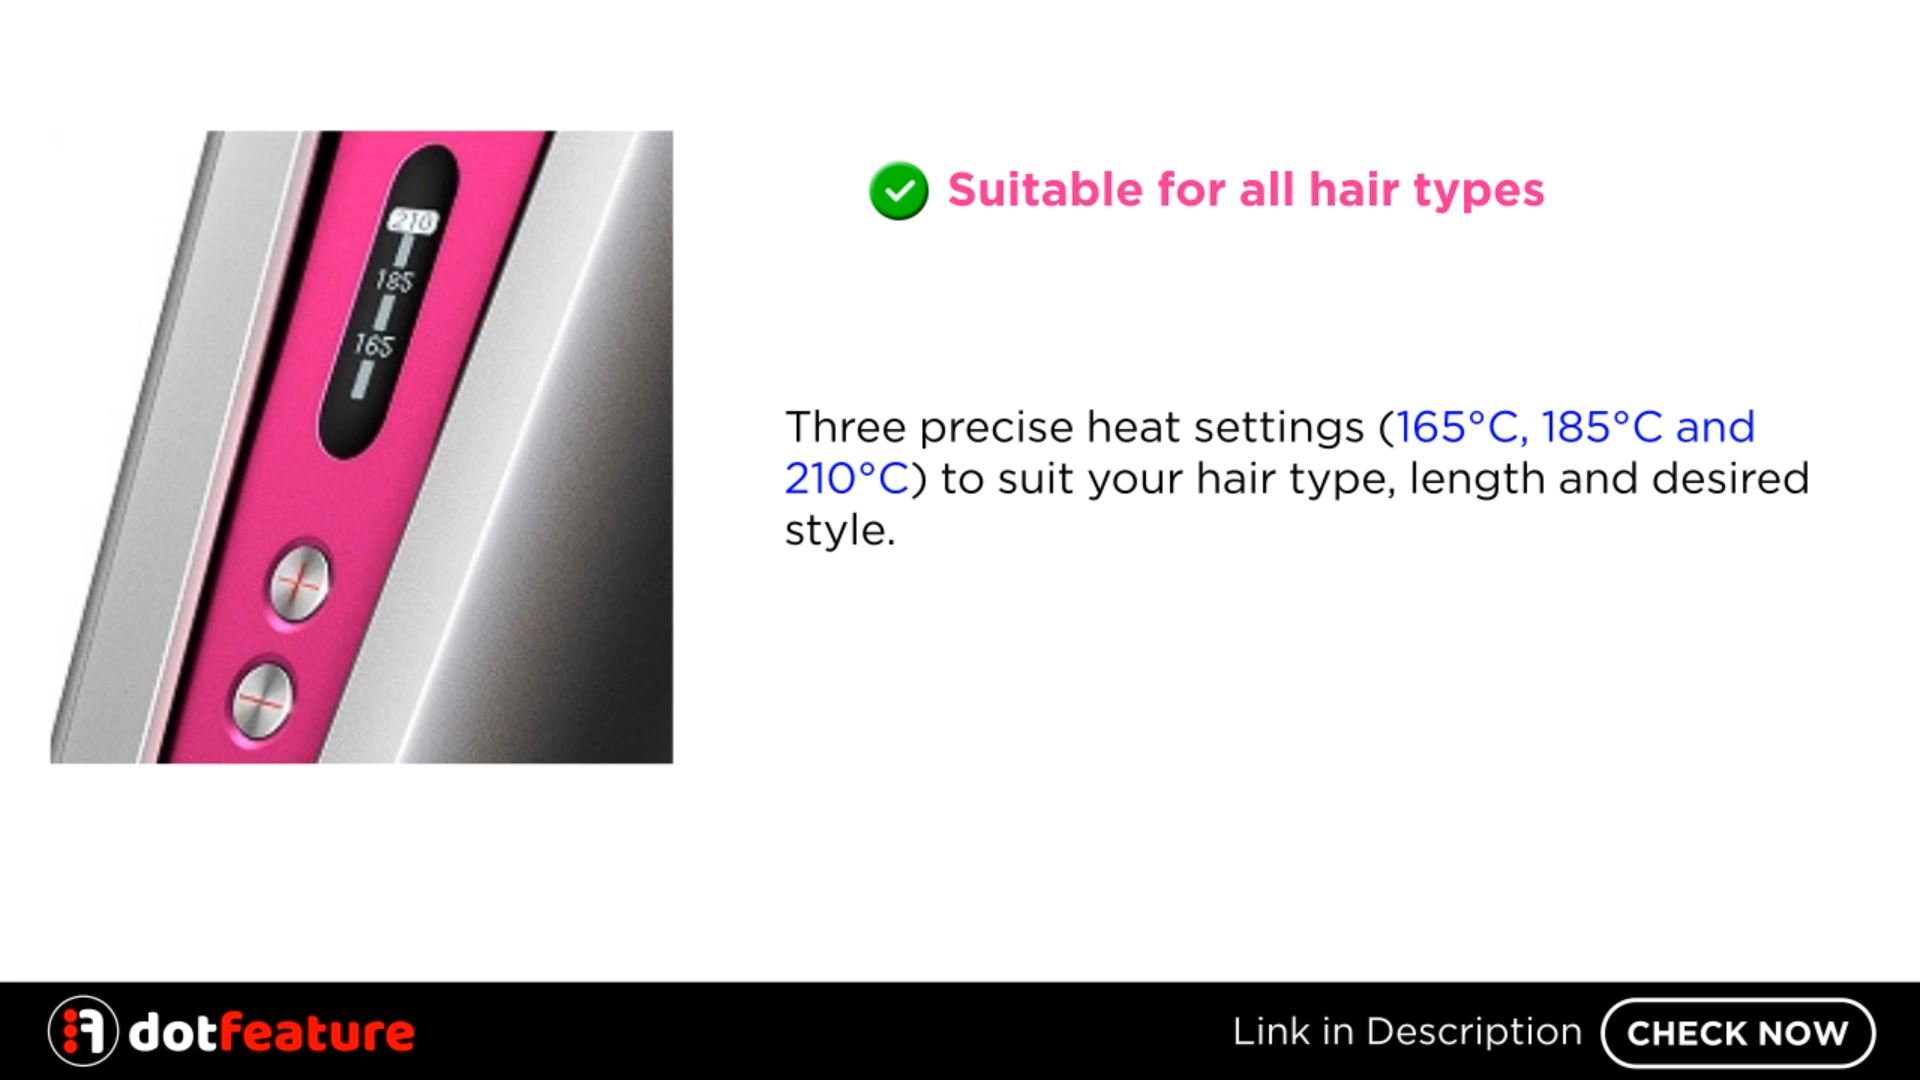 210
185
165
Suitable for all hair types
Three precise heat settings (165°C, 185°C and
210°C) to suit your hair type, length and desired
style.
dotfeature
Link in Description
CHECK NOW